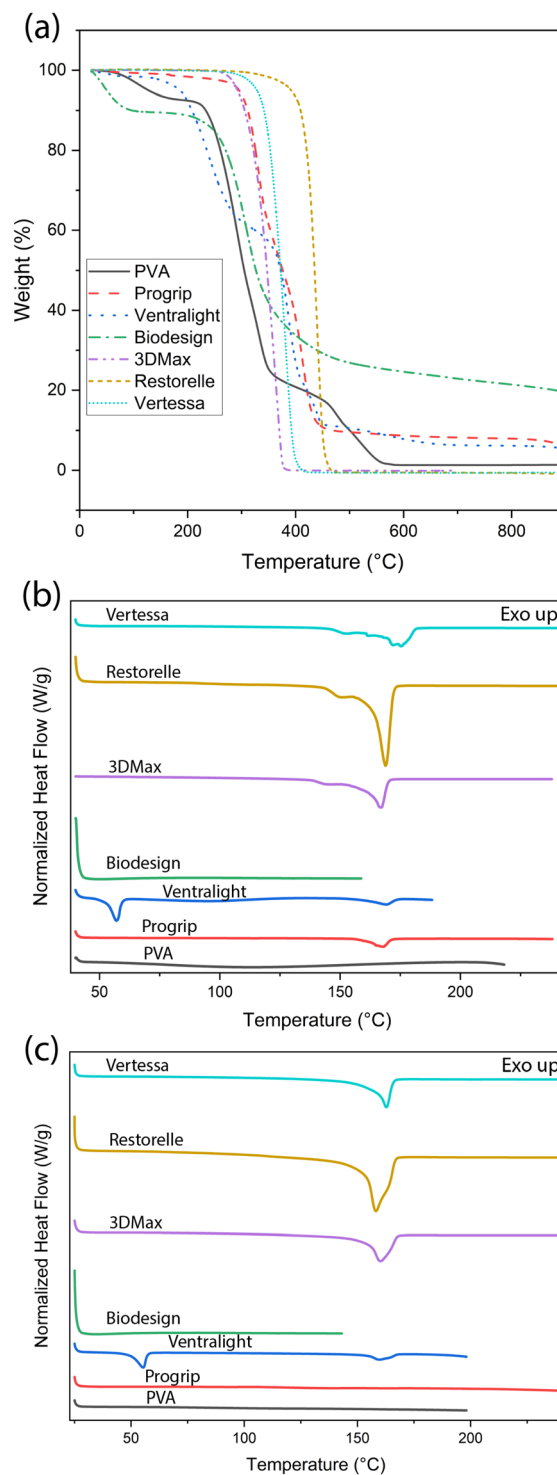 (a)
100
80
60
40
20
0
Weight (%)
PVA
Progrip
Ventralight
Biodesign
3DMax
Restorelle
Vertessa
0 200 400 600 800
Temperature (°C)
(b)
Exo up
Vertessa
Restorelle
3DMax
Biodesign
Ventralight
Progrip
PVA
Normalized Heat Flow (W/g)
50 100 150 200
Temperature (°C)
(c)
Exo up
Vertessa
Restorelle
3DMax
Biodesign
Ventralight
Progrip
PVA
Normalized Heat Flow (W/g)
50 100 150 200
Temperature (°C)